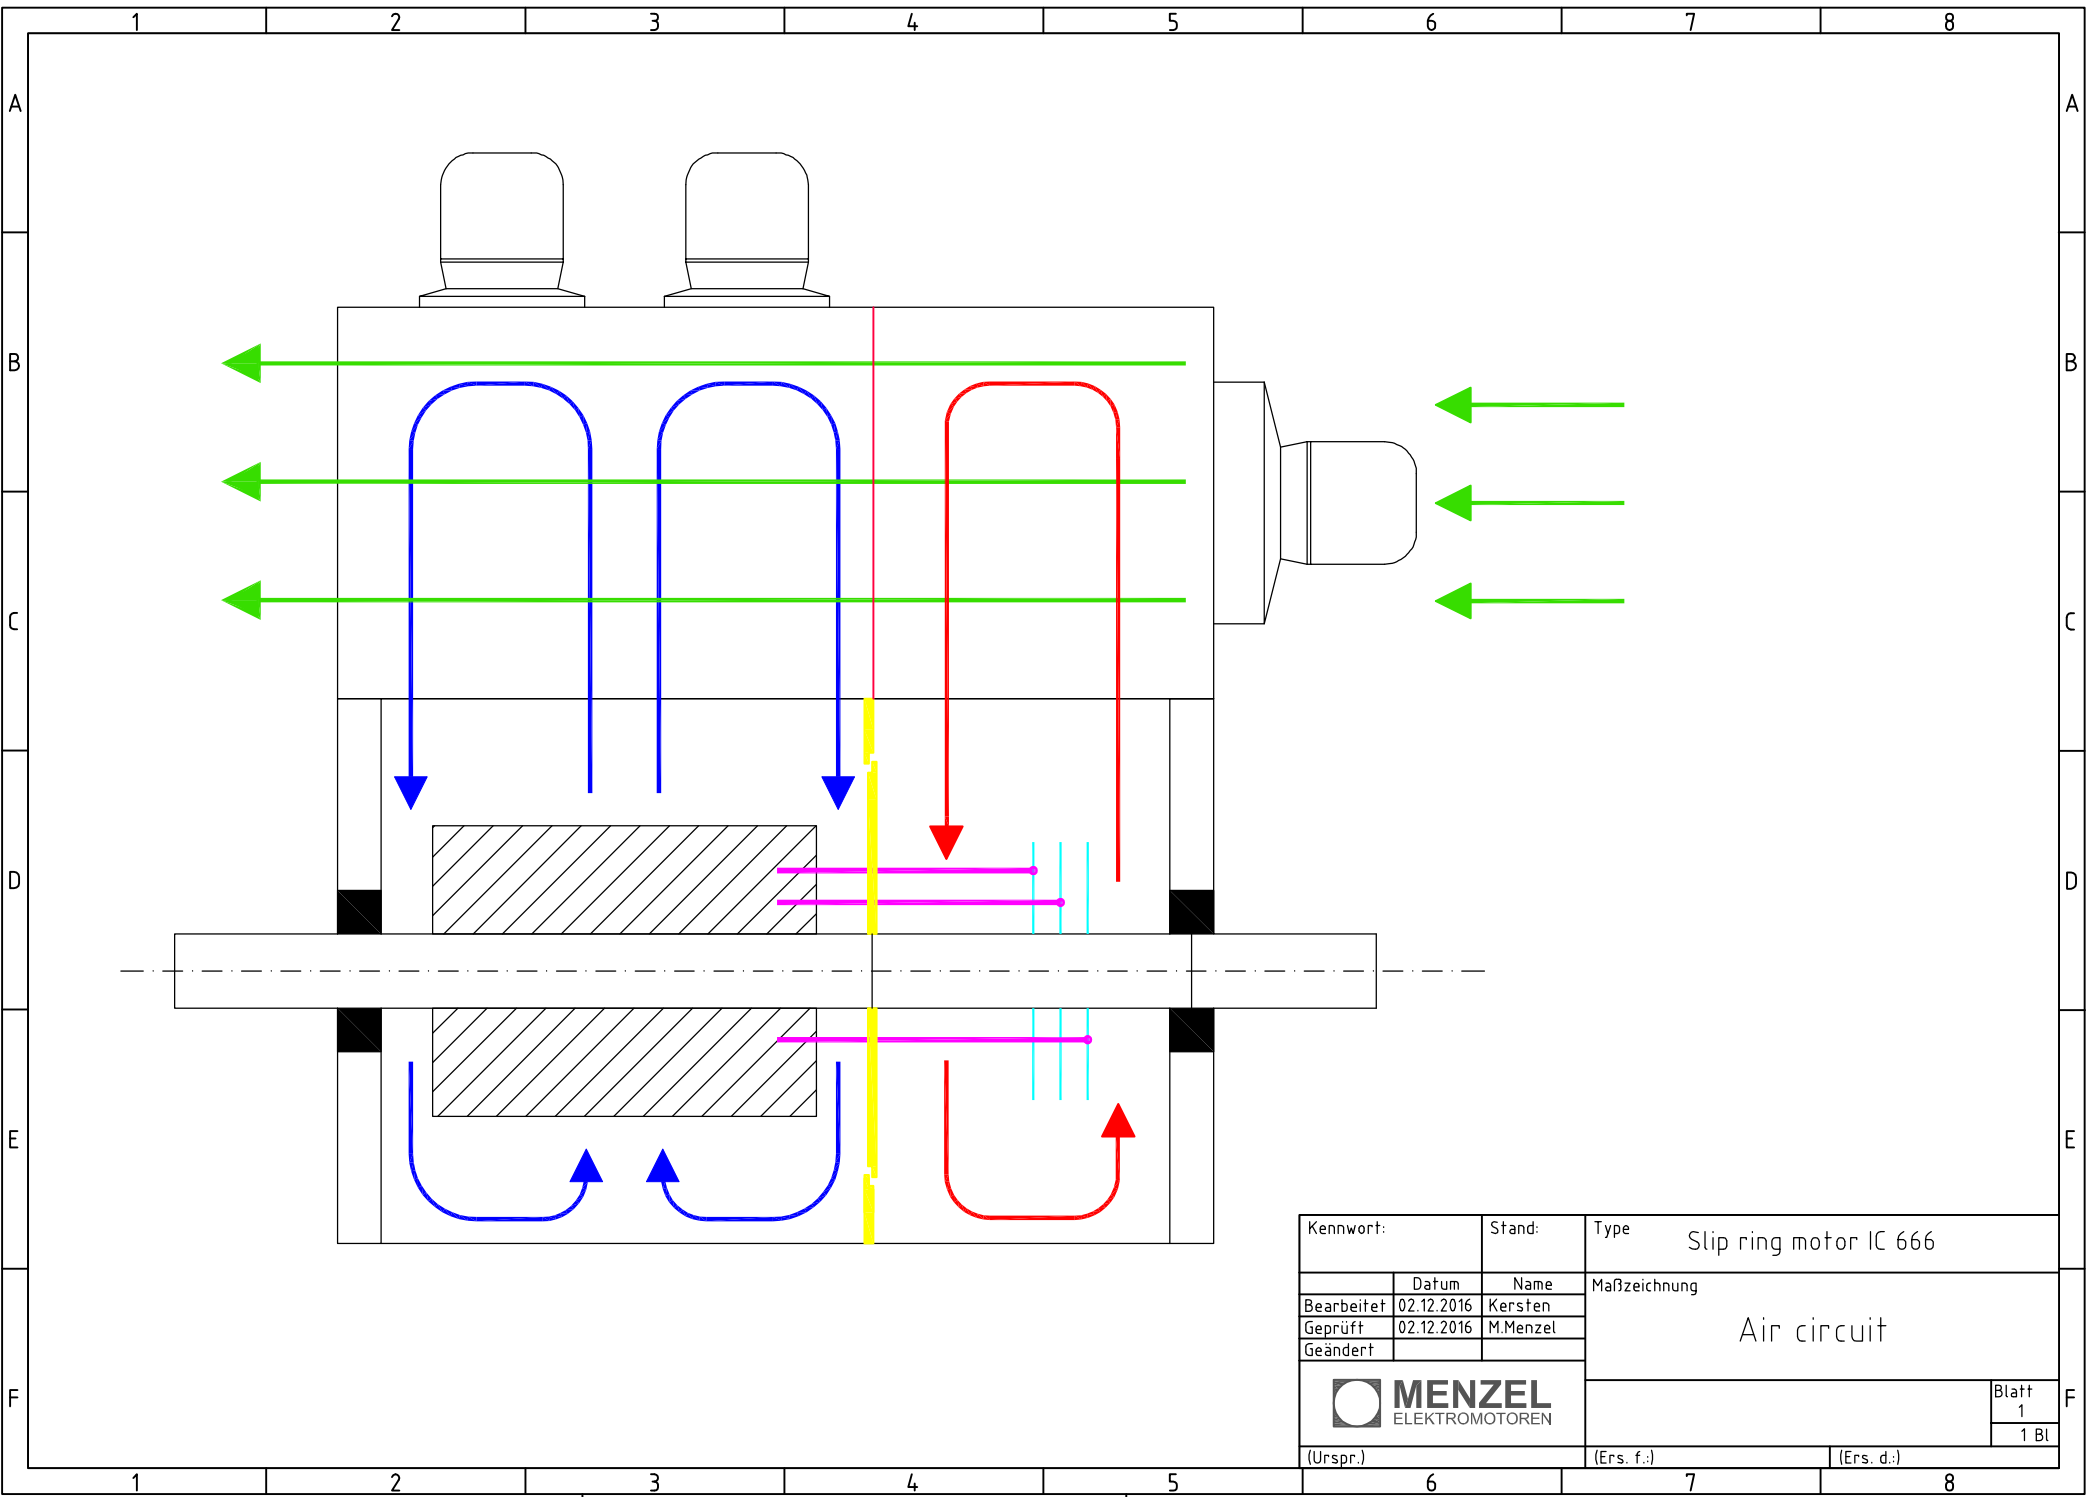 1 2 3 4 5 6 7 8
A A
B B
C C
D D
E E
F F
Kennwort: Stand: Type Slip ring motor IC 666
Datum Name Maßzeichnung
Bearbeitet 02.12.2016 Kersten
Geprüft 02.12.2016 M.Menzel
Air circuit
Geändert
MENZEL
ELEKTROMOTOREN
Blatt
1
1 Bl
(Urspr.) (Ers. f.:) (Ers. d.:)
1 2 3 4 5 6 7 8